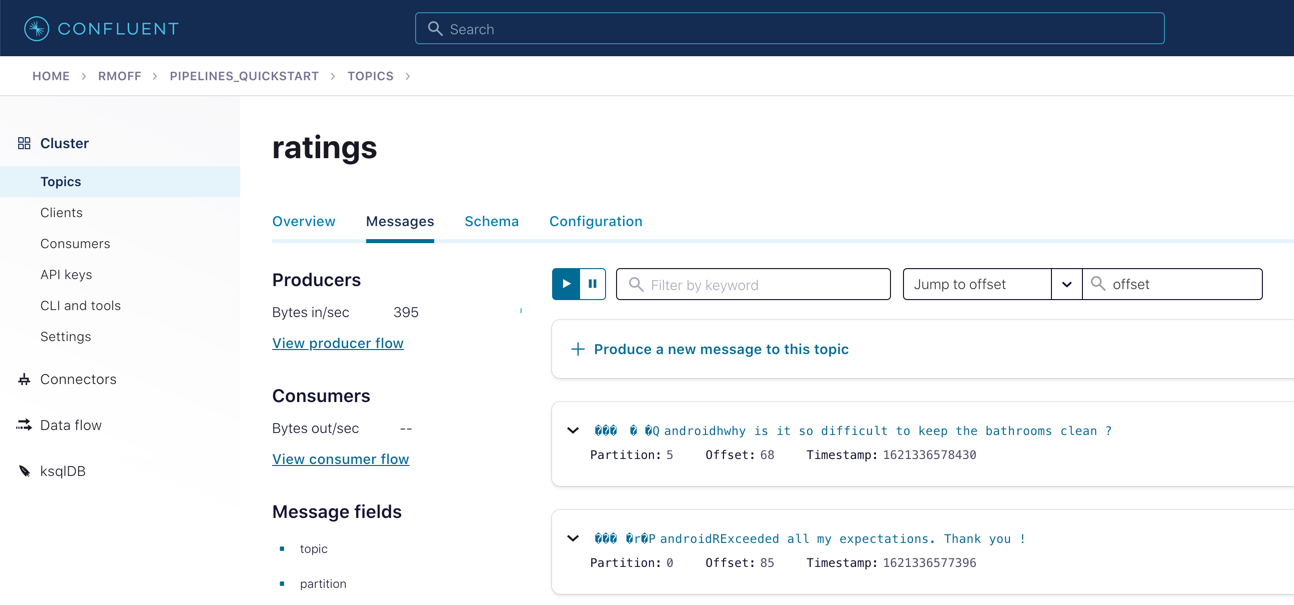 CONFLUENT
Search
HOME > RMOFF > PIPELINES_QUICKSTART > TOPICS >
Cluster
Topics
Clients
Consumers
API keys
CLI and tools
Settings
Connectors
Data flow
ksqlDB
ratings
Overview Messages Schema Configuration
Producers
Bytes in/sec 395
View producer flow
Consumers
Bytes out/sec --
View consumer flow
Message fields
topic
partition
Filter by keyword
Jump to offset
offset
+ Produce a new message to this topic
��� � �Q androidhwhy is it so difficult to keep the bathrooms clean ?
Partition: 5 Offset: 68 Timestamp: 1621336578430
��� �r�P androidRExceeded all my expectations. Thank you !
Partition: 0 Offset: 85 Timestamp: 1621336577396